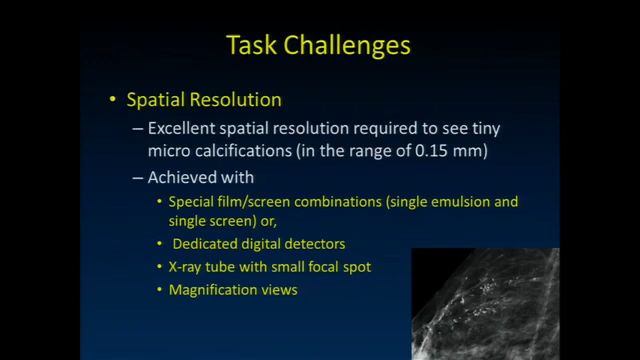 Task Challenges
• Spatial Resolution
– Excellent spatial resolution required to see tiny
micro calcifications (in the range of 0.15 mm)
– Achieved with
• Special film/screen combinations (single emulsion and
single screen) or,
• Dedicated digital detectors
• X-ray tube with small focal spot
• Magnification views